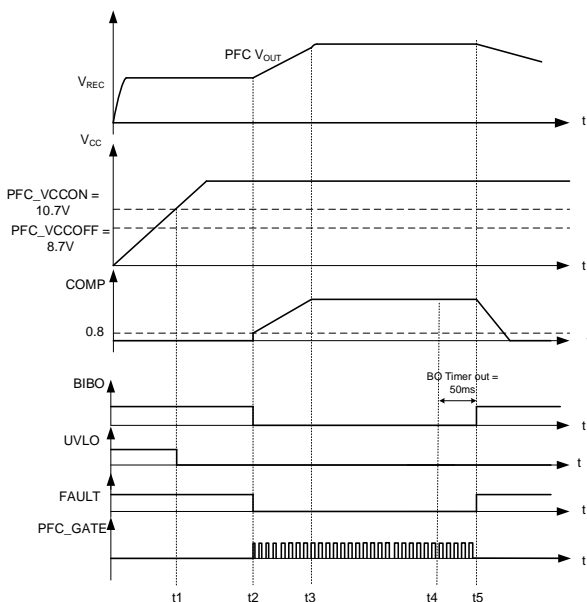 PFC VOUT
VREC
t
VCC
PFC_VCCON =
10.7V
PFC_VCCOFF =
8.7V
t
COMP
0.8
BO Timer out =
50ms
BIBO
t
UVLO
t
FAULT
t
PFC_GATE
t
t1 t2 t3 t4 t5